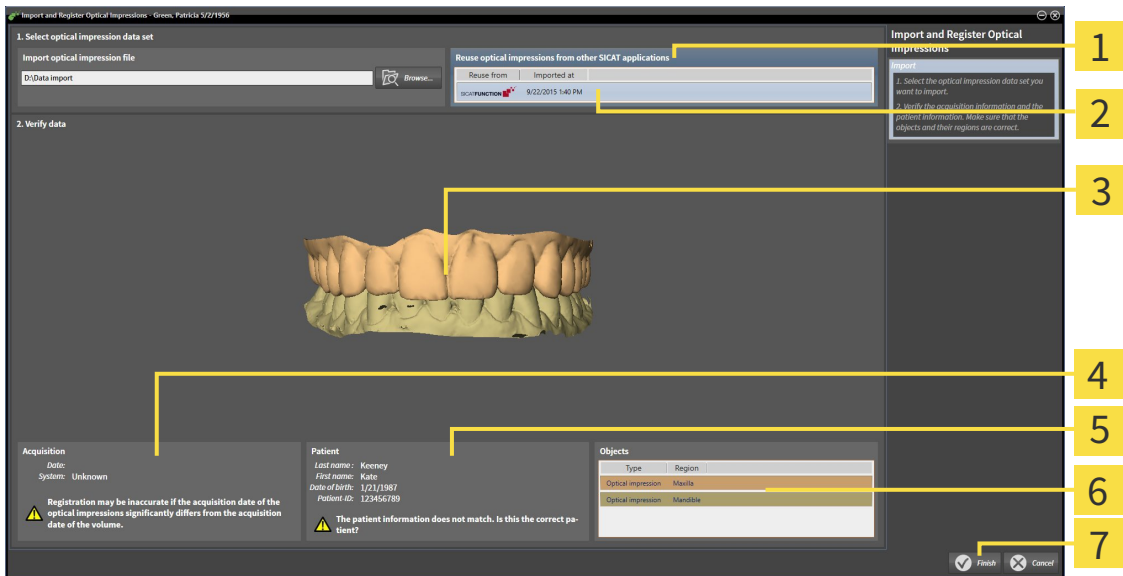 Import and Register Optical Impressions - Green, Patricia 5/2/1956
1. Select optical impression data set
Import optical impression file
D:\Data import
Browse...
Reuse optical impressions from other SICAT applications
Reuse from Imported at
SICATFUNCTION 9/22/2015 1:40 PM
Import and Register Optical
Impressions
Import
1. Select the optical impression data set you
want to import.
2. Verify the acquisition information and the
patient information. Make sure that the
objects and their regions are correct.
2. Verify data
Acquisition
Date:
System: Unknown
Registration may be inaccurate if the acquisition date of the
optical impressions significantly differs from the acquisition
date of the volume.
Patient
Last name: Keeney
First name: Kate
Date of birth: 1/21/1987
Patient-ID: 123456789
The patient information does not match. Is this the correct pa-
tient?
Objects
Type Region
Optical impression Maxilla
Optical impression Mandible
Finish
Cancel
1
2
3
4
5
6
7